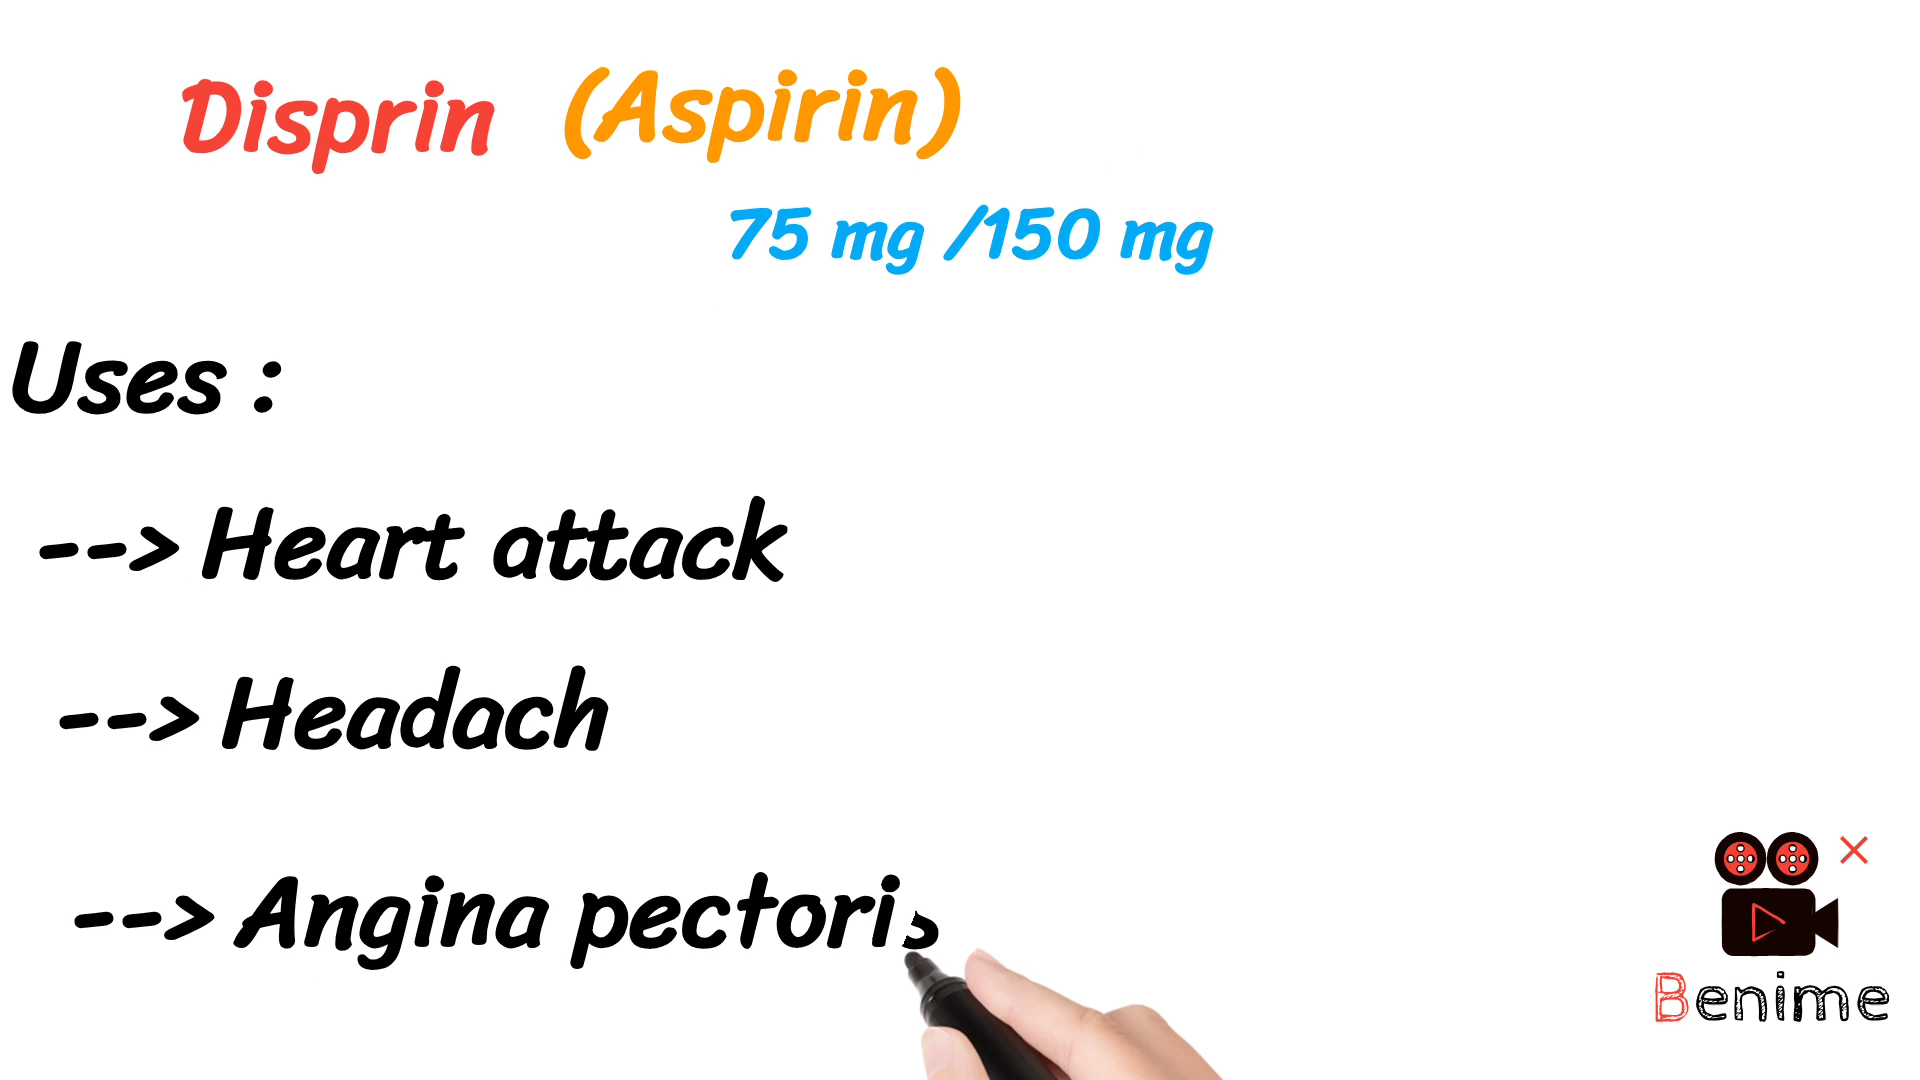 Disprin (Aspirin)
75 mg /150 mg
Uses :
--> Heart attack
--> Headach
--> Angina pectoris
Benime